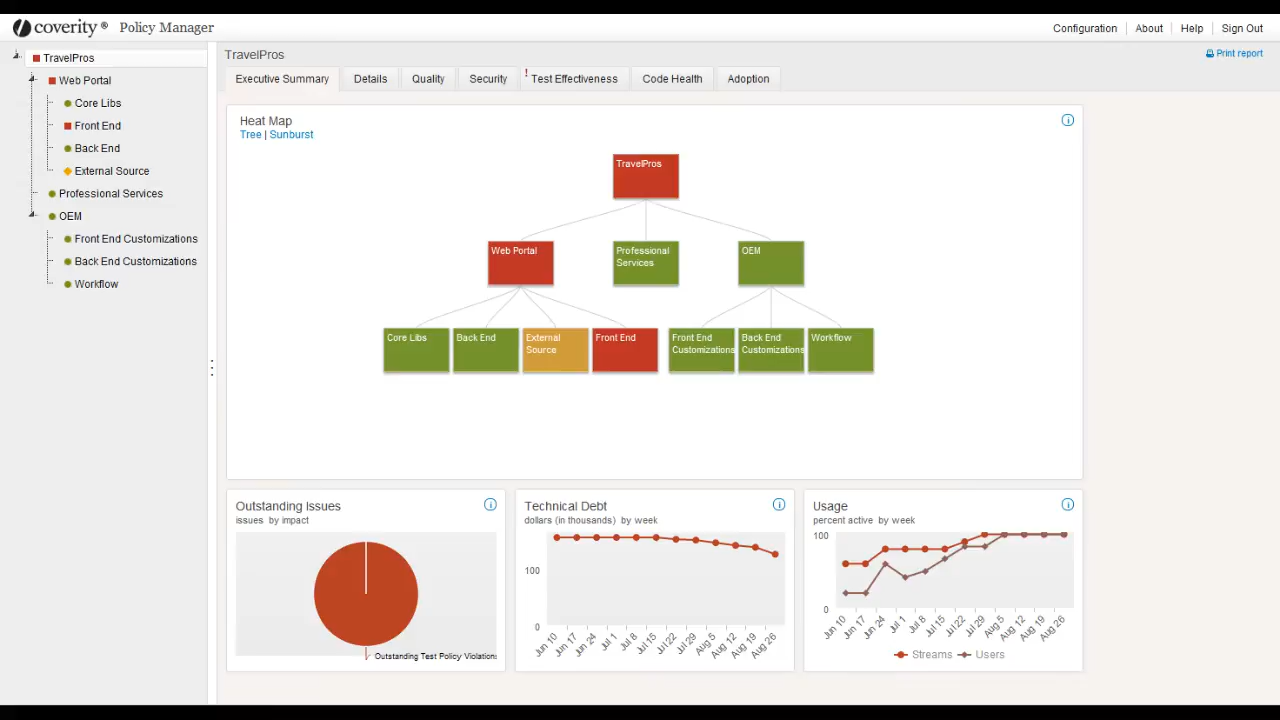 coverity ® Policy Manager
Configuration
About
Help
Sign Out
TravelPros
Web Portal
Core Libs
Front End
Back End
External Source
Professional Services
OEM
Front End Customizations
Back End Customizations
Workflow
TravelPros
Print report
Executive Summary
Details
Quality
Security
! Test Effectiveness
Code Health
Adoption
Heat Map
Tree | Sunburst
TravelPros
Web Portal
Professional
Services
OEM
Core Libs
Back End
External
Source
Front End
Front End
Customizations
Back End
Customizations
Workflow
Outstanding Issues
issues by impact
Outstanding Test Policy Violations
Technical Debt
dollars (in thousands) by week
100
0
Jun 10
Jun 17
Jun 24
Jul 1
Jul 8
Jul 15
Jul 22
Jul 29
Aug 5
Aug 12
Aug 19
Aug 26
Usage
percent active by week
100
0
Jun 10
Jun 17
Jun 24
Jul 1
Jul 8
Jul 15
Jul 22
Jul 29
Aug 5
Aug 12
Aug 19
Aug 26
Streams
Users